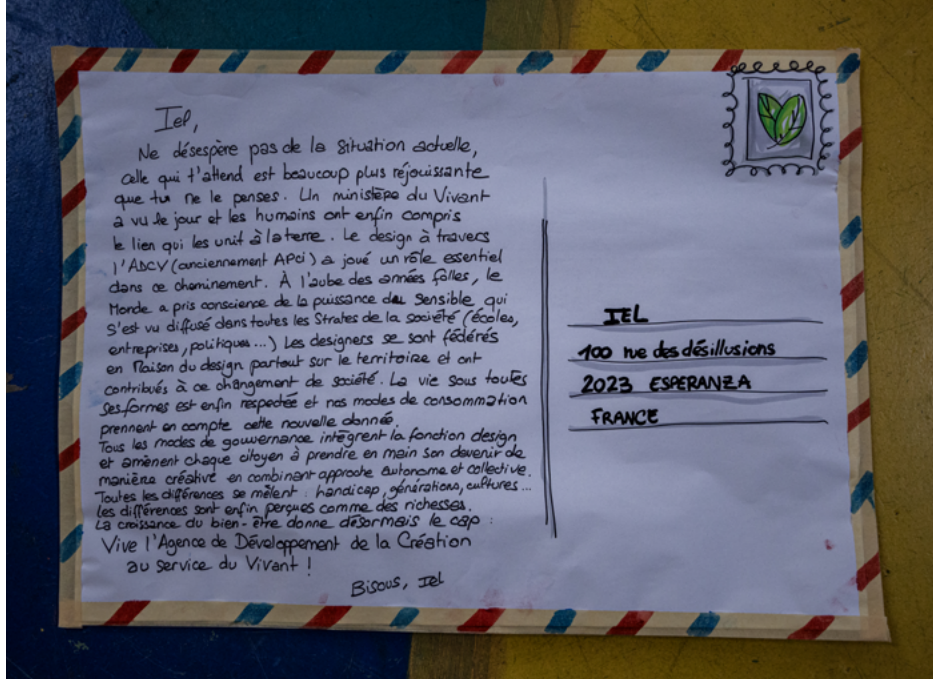 Iel,
Ne désespère pas de la situation actuelle,
celle qui t'attend est beaucoup plus réjouissante
que tu ne le penses. Un ministère du Vivant
a vu le jour et les humains ont enfin compris
le lien qui les unit à la terre. Le design à travers
l'ADCV (anciennement APCi) a joué un rôle essentiel
dans ce cheminement. À l'aube des années folles, le
Monde a pris conscience de la puissance du Sensible qui
s'est vu diffusé dans toutes les Strates de la société (écoles,
entreprises, politiques...) Les designers se sont fédérés
en Maison du design partout sur le territoire et ont
contribués à ce changement de société. La vie sous toutes
ses formes est enfin respectée et nos modes de consommation
prennent en compte cette nouvelle donnée.
Tous les modes de gouvernance intègrent la fonction design
et amènent chaque citoyen à prendre en main son devenir de
manière créative en combinant approche autonome et collective.
Toutes les différences se mêlent : handicap, générations, cultures...
les différences sont enfin perçues comme des richesses.
La croissance du bien-être donne désormais le cap :
Vive l'Agence de Développement de la Création
au service du Vivant !
Bisous, Iel
IEL
100 rue des désillusions
2023 ESPERANZA
FRANCE